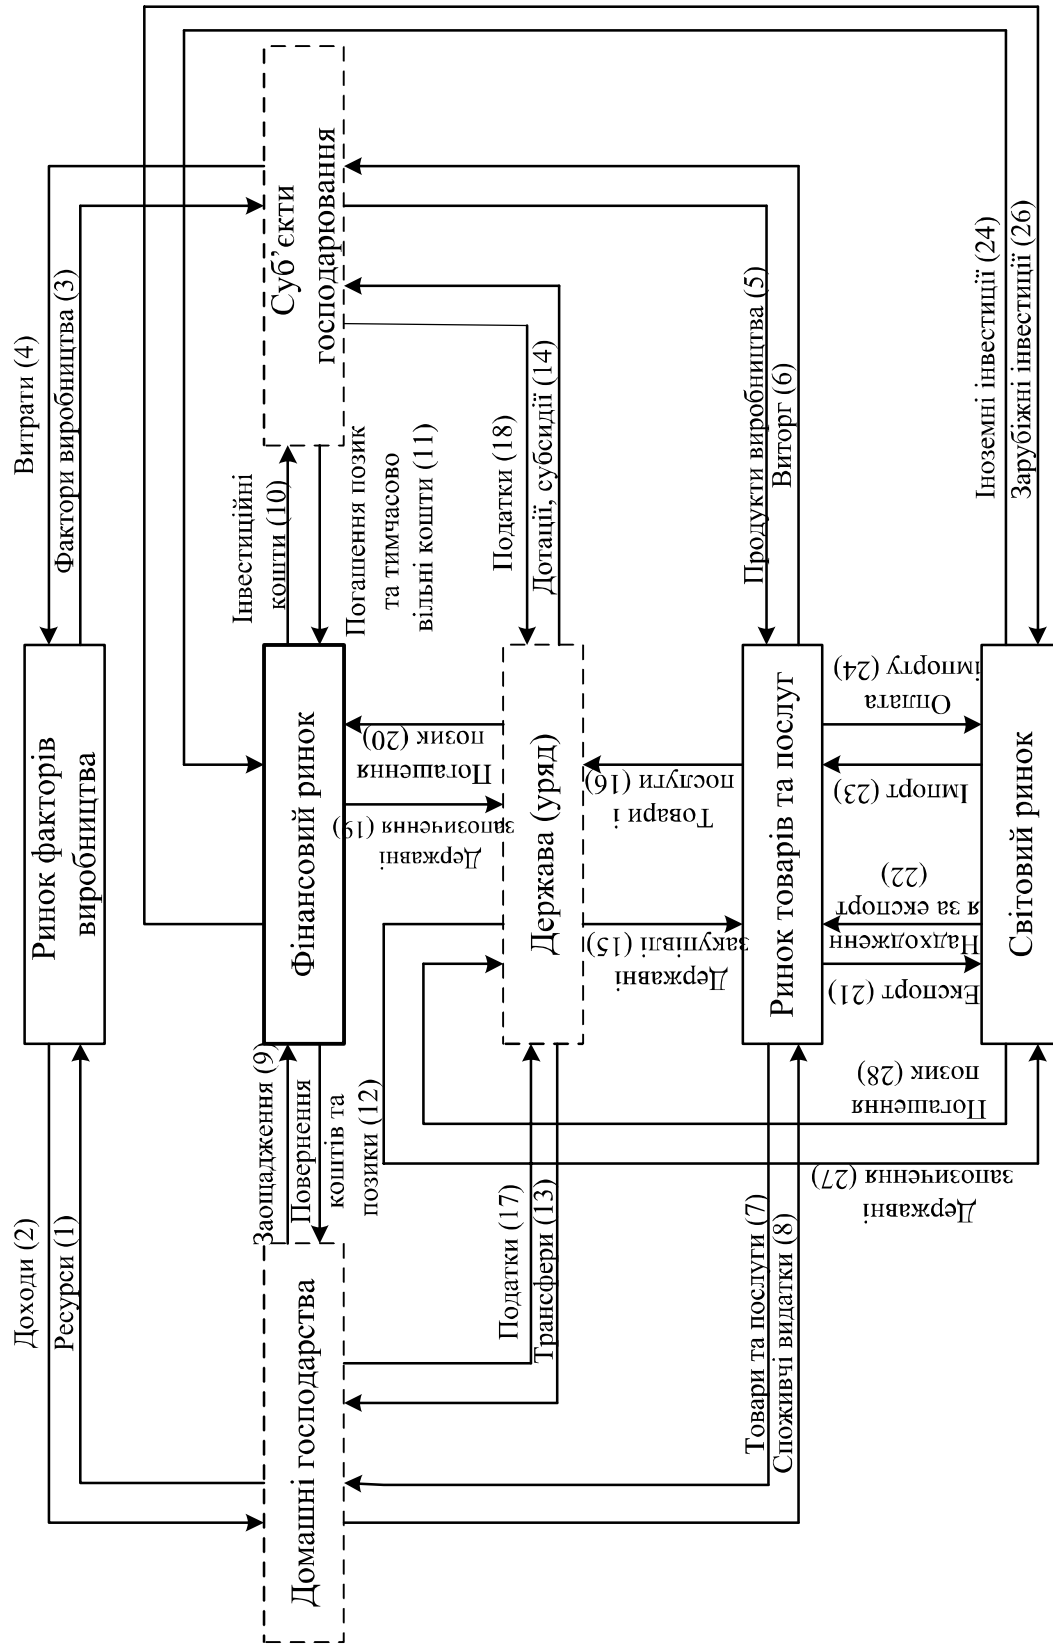 Доходи (2)
Ресурси (1)
Ринок факторів
виробництва
Витрати (4)
Фактори виробництва (3)
Домашні господарства
Заощадження (9)
Повернення
коштів та
позики (12)
Фінансовий ринок
Інвестиційні
кошти (10)
Погашення позик
та тимчасово
вільні кошти (11)
Суб’єкти
господарювання
Державні
запозичення (19)
Погашення
позик (20)
Податки (17)
Трансфери (13)
Держава (уряд)
Податки (18)
Дотації, субсидії (14)
Державні
закупівлі (15)
Товари і
послуги (16)
Товари та послуги (7)
Споживчі видатки (8)
Ринок товарів та послуг
Продукти виробництва (5)
Виторг (6)
Експорт (21)
Надходженн
я за експорт
(22)
Імпорт (23)
Оплата
імпорту (24)
Державні
запозичення (27)
Погашення
позик (28)
Світовий ринок
Іноземні інвестиції (24)
Зарубіжні інвестиції (26)